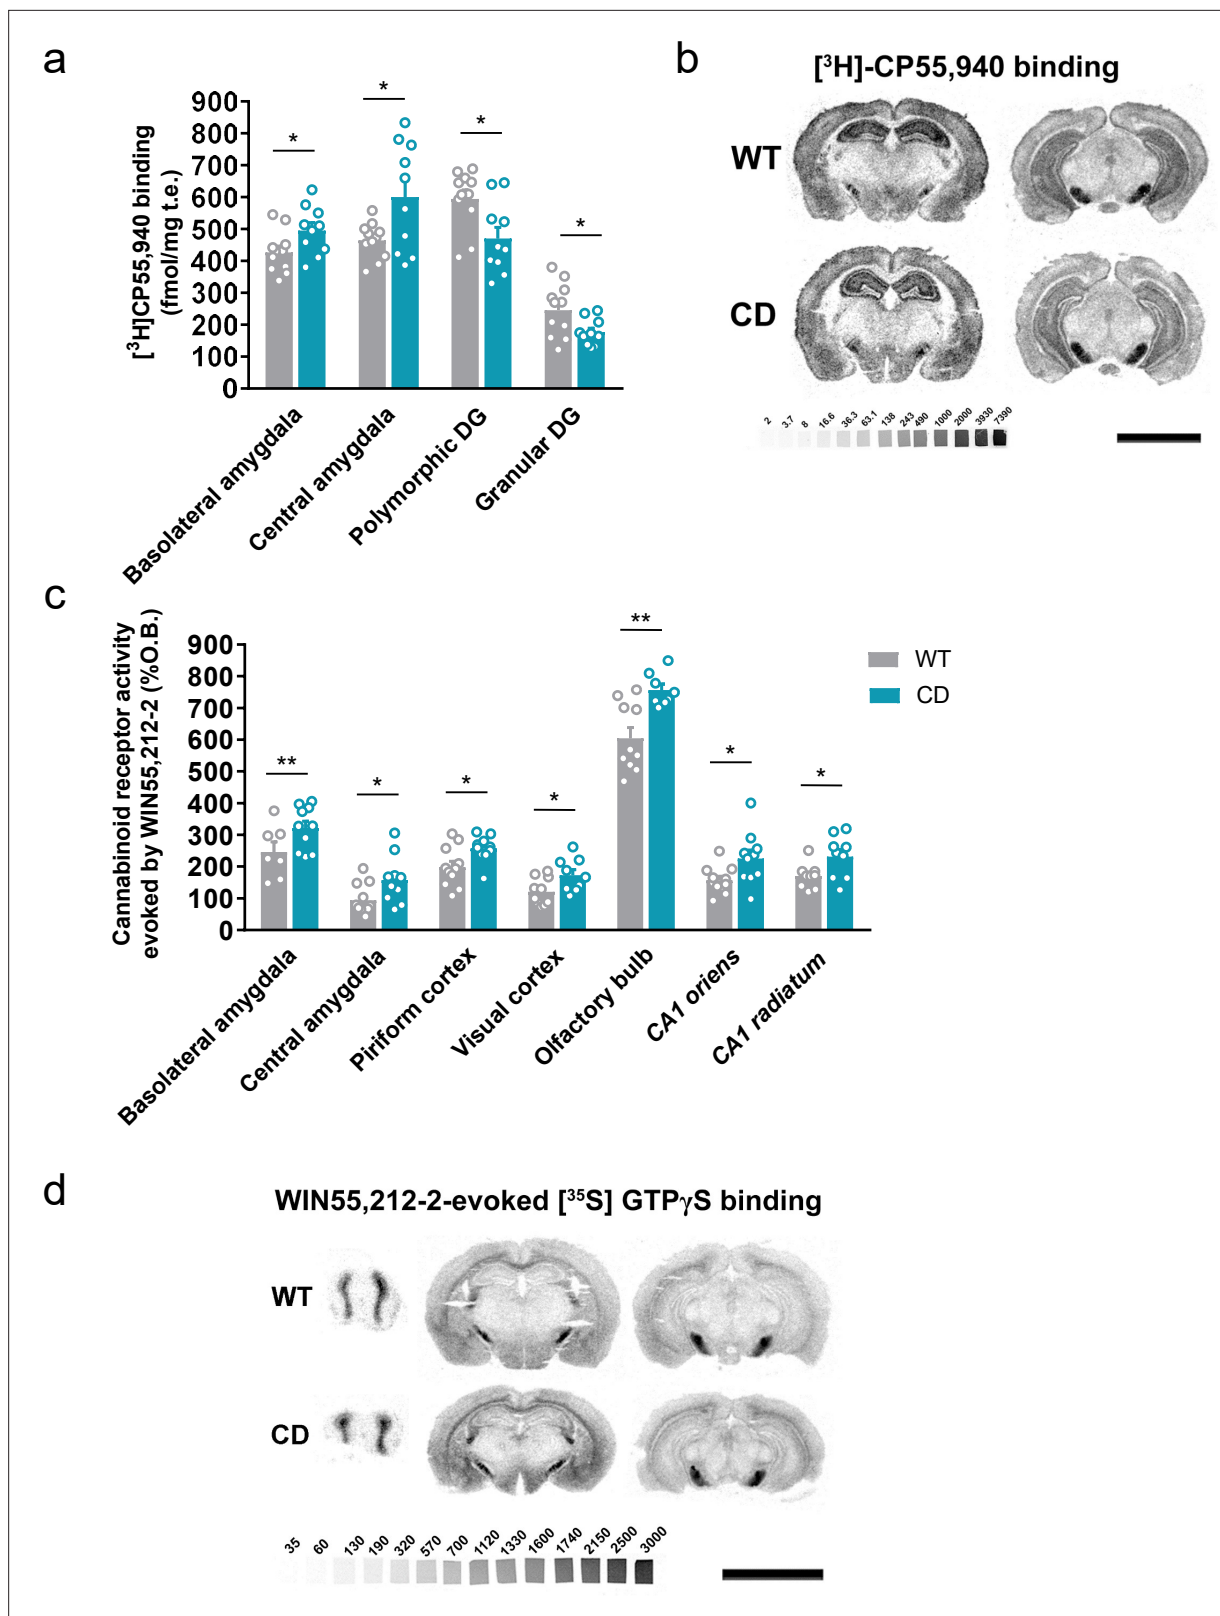 a
[³H]CP55,940 binding
(fmol/mg t.e.)
900
800
700
600
500
400
300
200
100
0
*
*
*
*
Basolateral amygdala
Central amygdala
Polymorphic DG
Granular DG
b
[³H]-CP55,940 binding
WT
CD
2 3.7 8 16.6 36.3 63.1 138 243 490 1000 2000 3930 7390
c
Cannabinoid receptor activity
evoked by WIN55,212-2 (%O.B.)
900
800
700
600
500
400
300
200
100
0
**
*
*
*
**
*
*
WT
CD
Basolateral amygdala
Central amygdala
Piriform cortex
Visual cortex
Olfactory bulb
CA1 oriens
CA1 radiatum
d
WIN55,212-2-evoked [³⁵S] GTPγS binding
WT
CD
35 60 130 190 320 570 700 1120 1330 1600 1740 2150 2500 3000